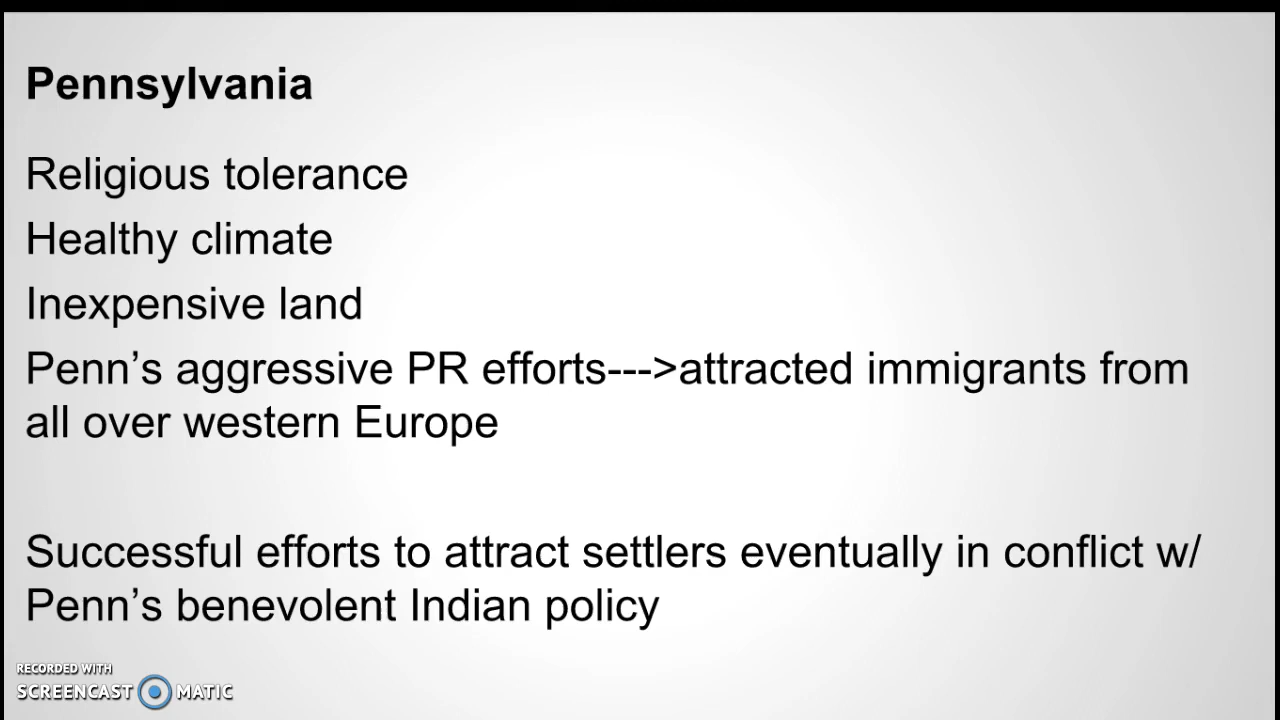 Pennsylvania
Religious tolerance
Healthy climate
Inexpensive land
Penn’s aggressive PR efforts--->attracted immigrants from
all over western Europe
Successful efforts to attract settlers eventually in conflict w/
Penn’s benevolent Indian policy
RECORDED WITH
SCREENCAST MATIC